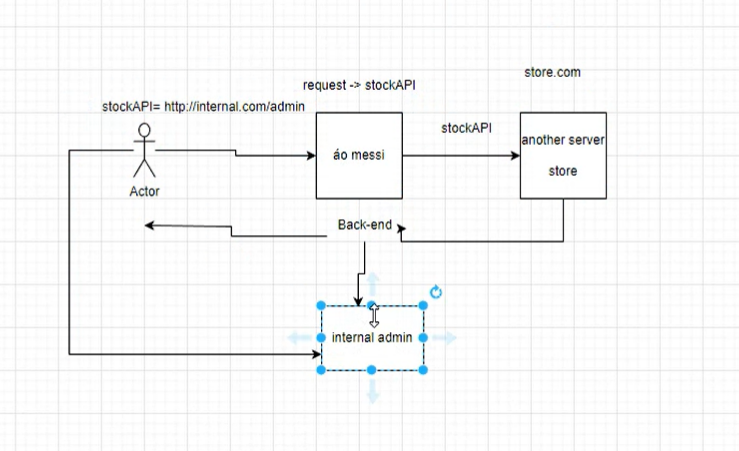 store.com
request -> stockAPI
stockAPI= http://internal.com/admin
stockAPI
another server
store
áo messi
Actor
Back-end
internal admin